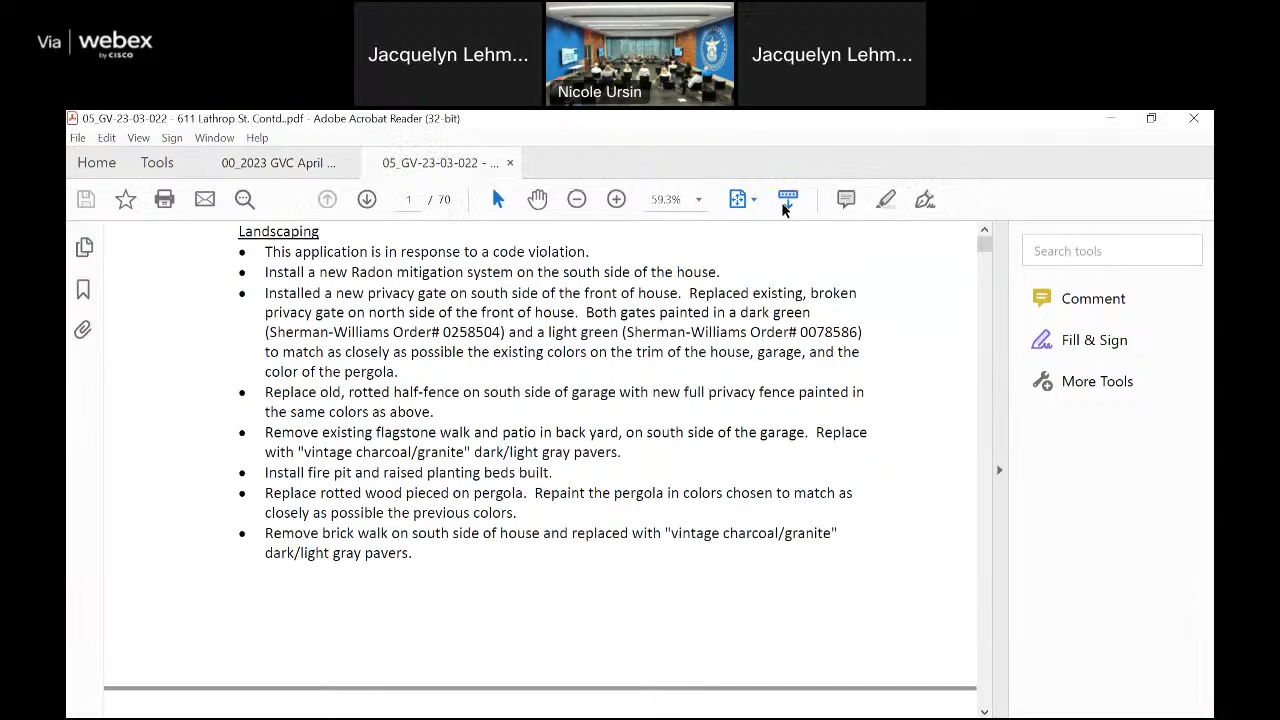 Via | webex
by CISCO
Jacquelyn Lehm...
Nicole Ursin
Jacquelyn Lehm...
05_GV-23-03-022 - 611 Lathrop St. Contd..pdf - Adobe Acrobat Reader (32-bit)
File Edit View Sign Window Help
Home Tools 00_2023 GVC April ... 05_GV-23-03-022 - ... ×
1 / 70 59.3%
Landscaping
• This application is in response to a code violation.
• Install a new Radon mitigation system on the south side of the house.
• Installed a new privacy gate on south side of the front of house. Replaced existing, broken
privacy gate on north side of the front of house. Both gates painted in a dark green
(Sherman-Williams Order# 0258504) and a light green (Sherman-Williams Order# 0078586)
to match as closely as possible the existing colors on the trim of the house, garage, and the
color of the pergola.
• Replace old, rotted half-fence on south side of garage with new full privacy fence painted in
the same colors as above.
• Remove existing flagstone walk and patio in back yard, on south side of the garage. Replace
with "vintage charcoal/granite" dark/light gray pavers.
• Install fire pit and raised planting beds built.
• Replace rotted wood pieced on pergola. Repaint the pergola in colors chosen to match as
closely as possible the previous colors.
• Remove brick walk on south side of house and replaced with "vintage charcoal/granite"
dark/light gray pavers.
Search tools
Comment
Fill & Sign
More Tools